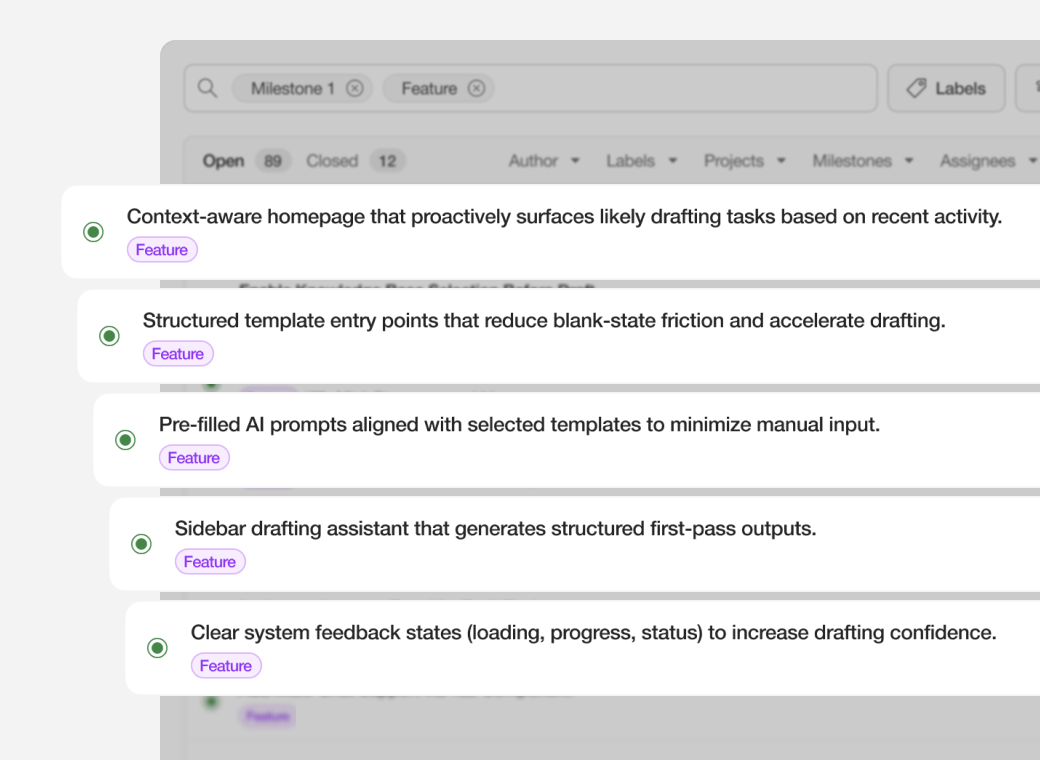 Milestone 1
Feature
Labels
Open 89 Closed 12 Author Labels Projects Milestones Assignees
Context-aware homepage that proactively surfaces likely drafting tasks based on recent activity.
Feature
Structured template entry points that reduce blank-state friction and accelerate drafting.
Feature
Pre-filled AI prompts aligned with selected templates to minimize manual input.
Feature
Sidebar drafting assistant that generates structured first-pass outputs.
Feature
Clear system feedback states (loading, progress, status) to increase drafting confidence.
Feature
Feature